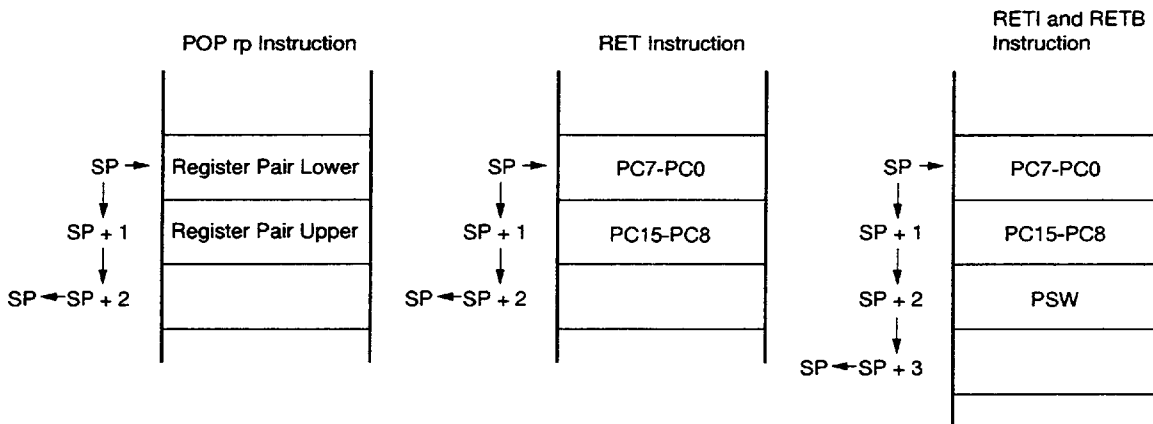 POP rp Instruction
SP
Register Pair Lower
SP + 1
Register Pair Upper
SP
SP + 2
RET Instruction
SP
PC7-PC0
SP + 1
PC15-PC8
SP
SP + 2
RETI and RETB
Instruction
SP
PC7-PC0
SP + 1
PC15-PC8
SP + 2
PSW
SP
SP + 3